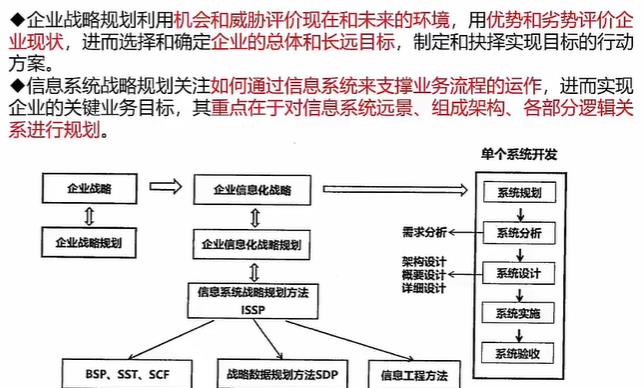 ◆企业战略规划利用机会和威胁评价现在和未来的环境，用优势和劣势评价企
业现状，进而选择和确定企业的总体和长远目标，制定和抉择实现目标的行动
方案。
◆信息系统战略规划关注如何通过信息系统来支撑业务流程的运作，进而实现
企业的关键业务目标，其重点在于对信息系统远景、组成架构、各部分逻辑关
系进行规划。
单个系统开发
企业战略
企业信息化战略
系统规划
企业战略规划
企业信息化战略规划
需求分析
系统分析
架构设计
概要设计
详细设计
系统设计
信息系统战略规划方法
ISSP
系统实施
系统验收
BSP、SST、SCF
战略数据规划方法SDP
信息工程方法